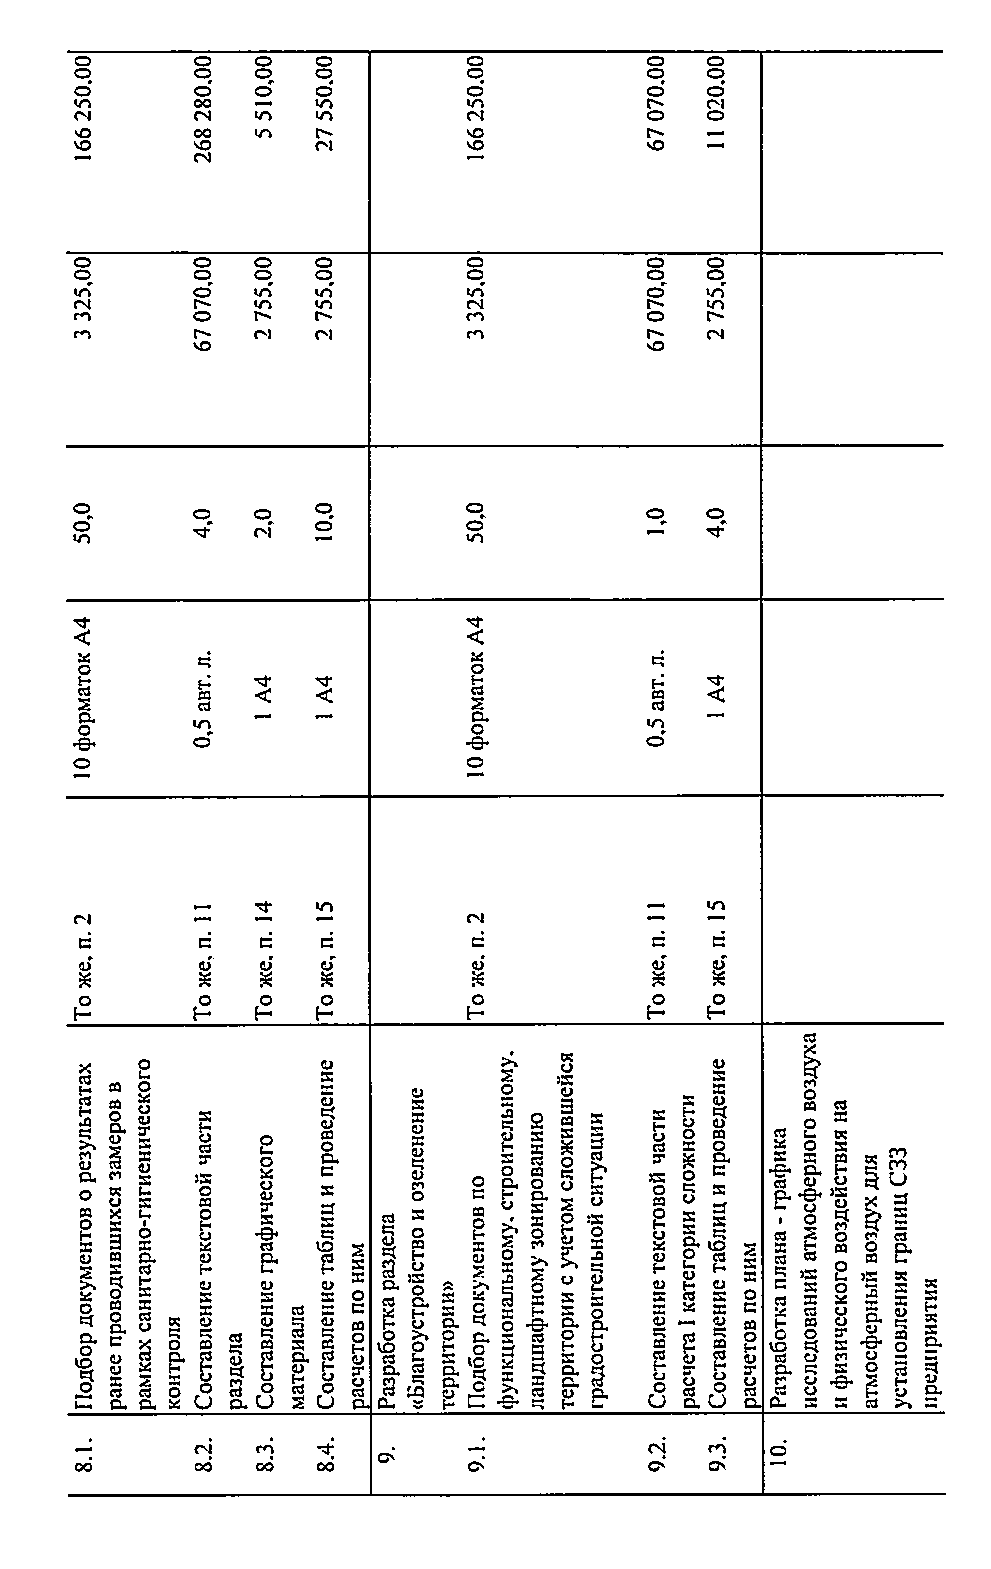 8.1. Подбор документов о результатах То же, п. 2 10 форматок А4 50,0 3 325,00 166 250.00
ранее проводившихся замеров в
рамках санитарно-гигиенического
контроля
8.2. Составление текстовой части То же, п. 11 0,5 авт. л. 4,0 67 070,00 268 280.00
раздела
8.3. Составление графического То же, п. 14 1 А4 2,0 2 755,00 5 510,00
материала
8.4. Составление таблиц и проведение То же, п. 15 1 А4 10,0 2 755,00 27 550.00
расчетов по ним
9. Разработка раздела
«Благоустройство и озеленение
территории»
9.1. Подбор документов по То же. п. 2 10 форматок А4 50,0 3 325,00 166 250.00
функциональному. строительному.
ландшафтному зонированию
территории с учетом сложившейся
градостроительной ситуации
9.2. Составление текстовой части То же, п. 11 0,5 авт. л. 1,0 67 070,00 67 070.00
расчета I категории сложности
9.3. Составление таблиц и проведение То же, п. 15 1 А4 4,0 2 755,00 11 020.00
расчетов по ним
10. Разработка плана - графика
исследований атмосферного воздуха
и физического воздействия на
атмосферный воздух для
установления границ СЗЗ
предприятия